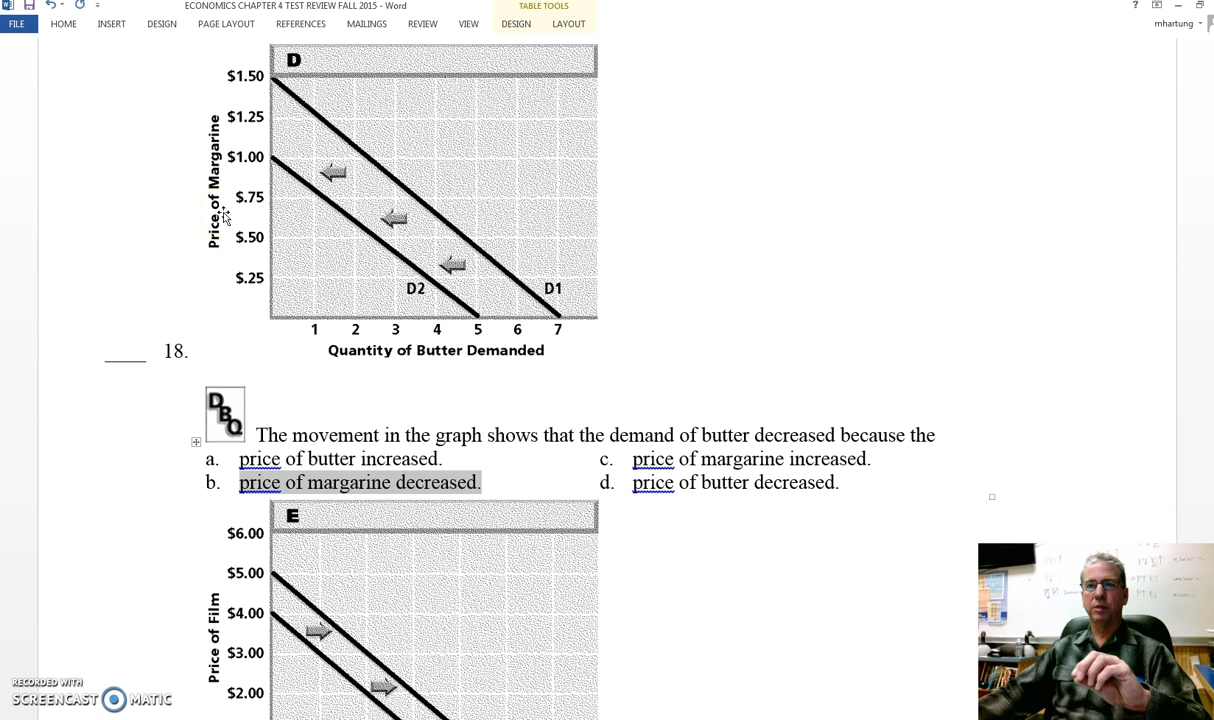 ECONOMICS CHAPTER 4 TEST REVIEW FALL 2015 - Word
TABLE TOOLS
?
FILE HOME INSERT DESIGN PAGE LAYOUT REFERENCES MAILINGS REVIEW VIEW DESIGN LAYOUT
mhartung
D
$1.50
$1.25
$1.00
$.75
$.50
$.25
Price of Margarine
D2
D1
1 2 3 4 5 6 7
Quantity of Butter Demanded
____ 18.
DBQ
The movement in the graph shows that the demand of butter decreased because the
a. price of butter increased.
c. price of margarine increased.
b. price of margarine decreased.
d. price of butter decreased.
E
$6.00
$5.00
$4.00
$3.00
$2.00
Price of Film
RECORDED WITH
SCREENCAST MATIC